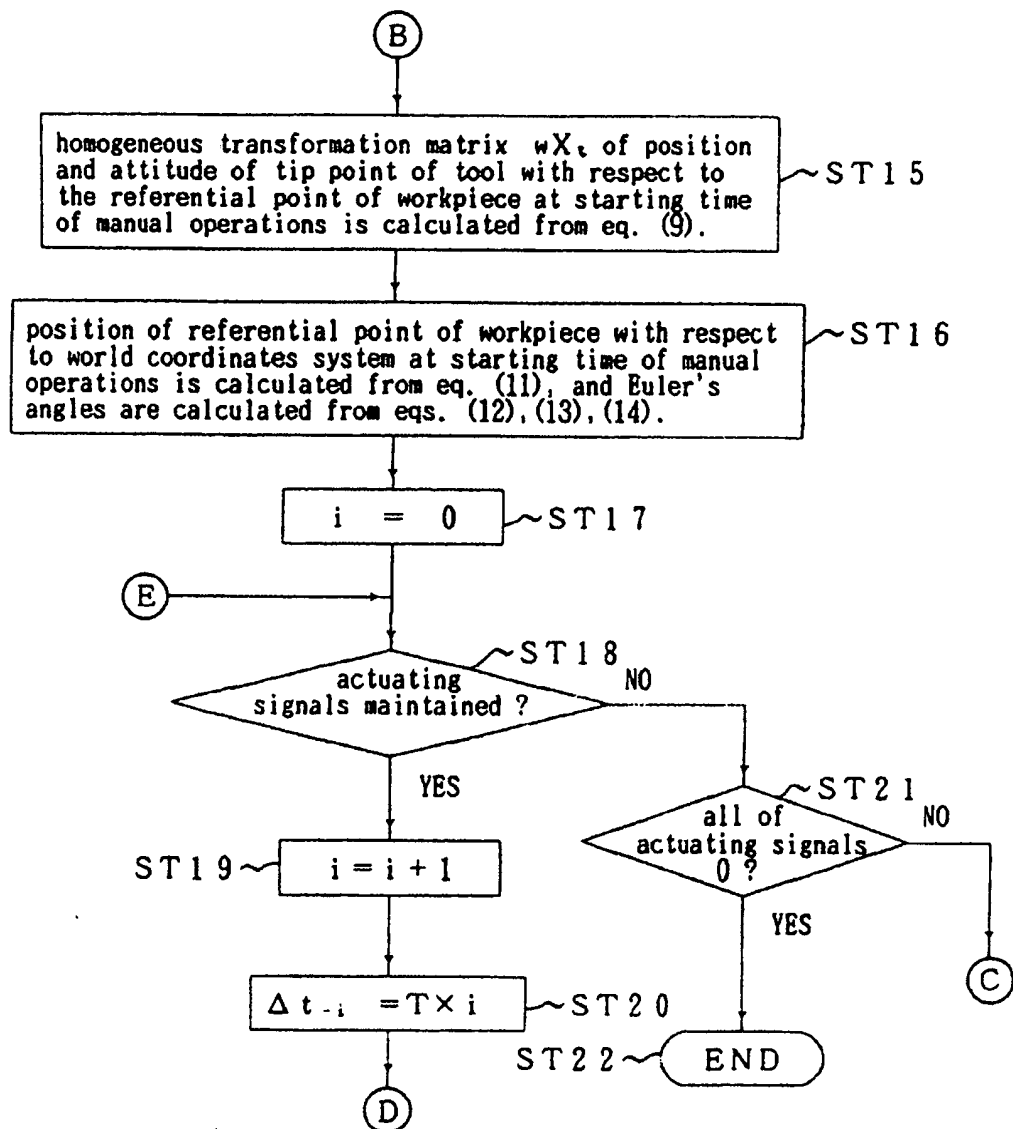 B
homogeneous transformation matrix wXt of position
and attitude of tip point of tool with respect to
the referential point of workpiece at starting time
of manual operations is calculated from eq. (9).
ST15
position of referential point of workpiece with respect
to world coordinates system at starting time of manual
operations is calculated from eq. (11), and Euler's
angles are calculated from eqs. (12), (13), (14).
ST16
i = 0
ST17
E
ST18
actuating
signals maintained ?
NO
YES
ST21
all of
actuating signals
0 ?
NO
YES
ST19
i = i + 1
C
Δt-i = T × i
ST20
ST22
END
D